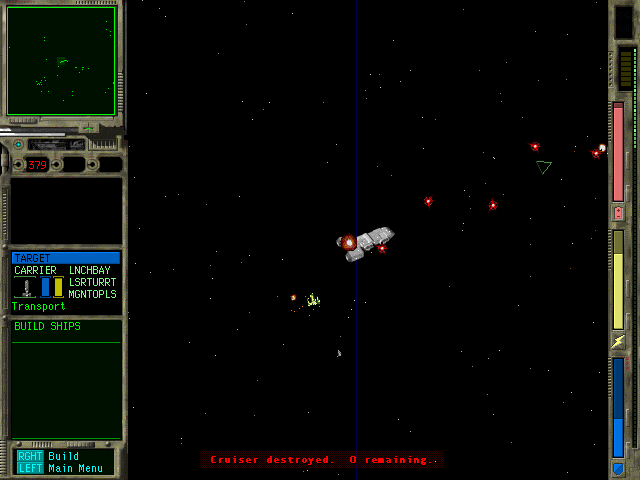 379
TARGET
CARRIER LNCHBAY
LSRTURRT
MGNTOPLS
Transport
BUILD SHIPS
RGHT Build
LEFT Main Menu
Cruiser destroyed. 0 remaining.